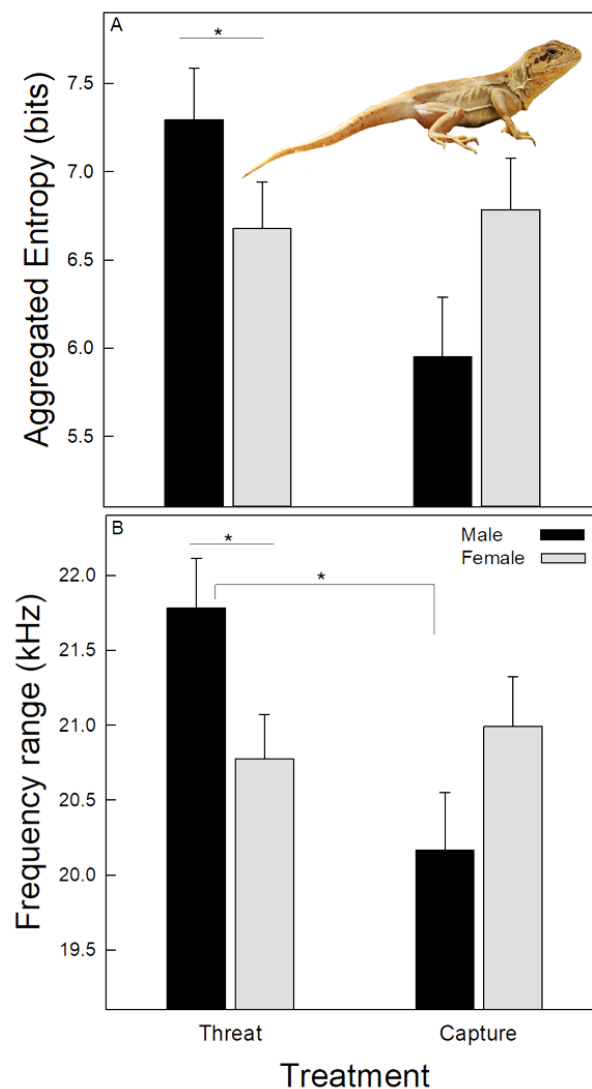 A
*
Aggregated Entropy (bits)
7.5
7.0
6.5
6.0
5.5
B
Male
Female
*
*
Frequency range (kHz)
22.0
21.5
21.0
20.5
20.0
19.5
Threat
Capture
Treatment